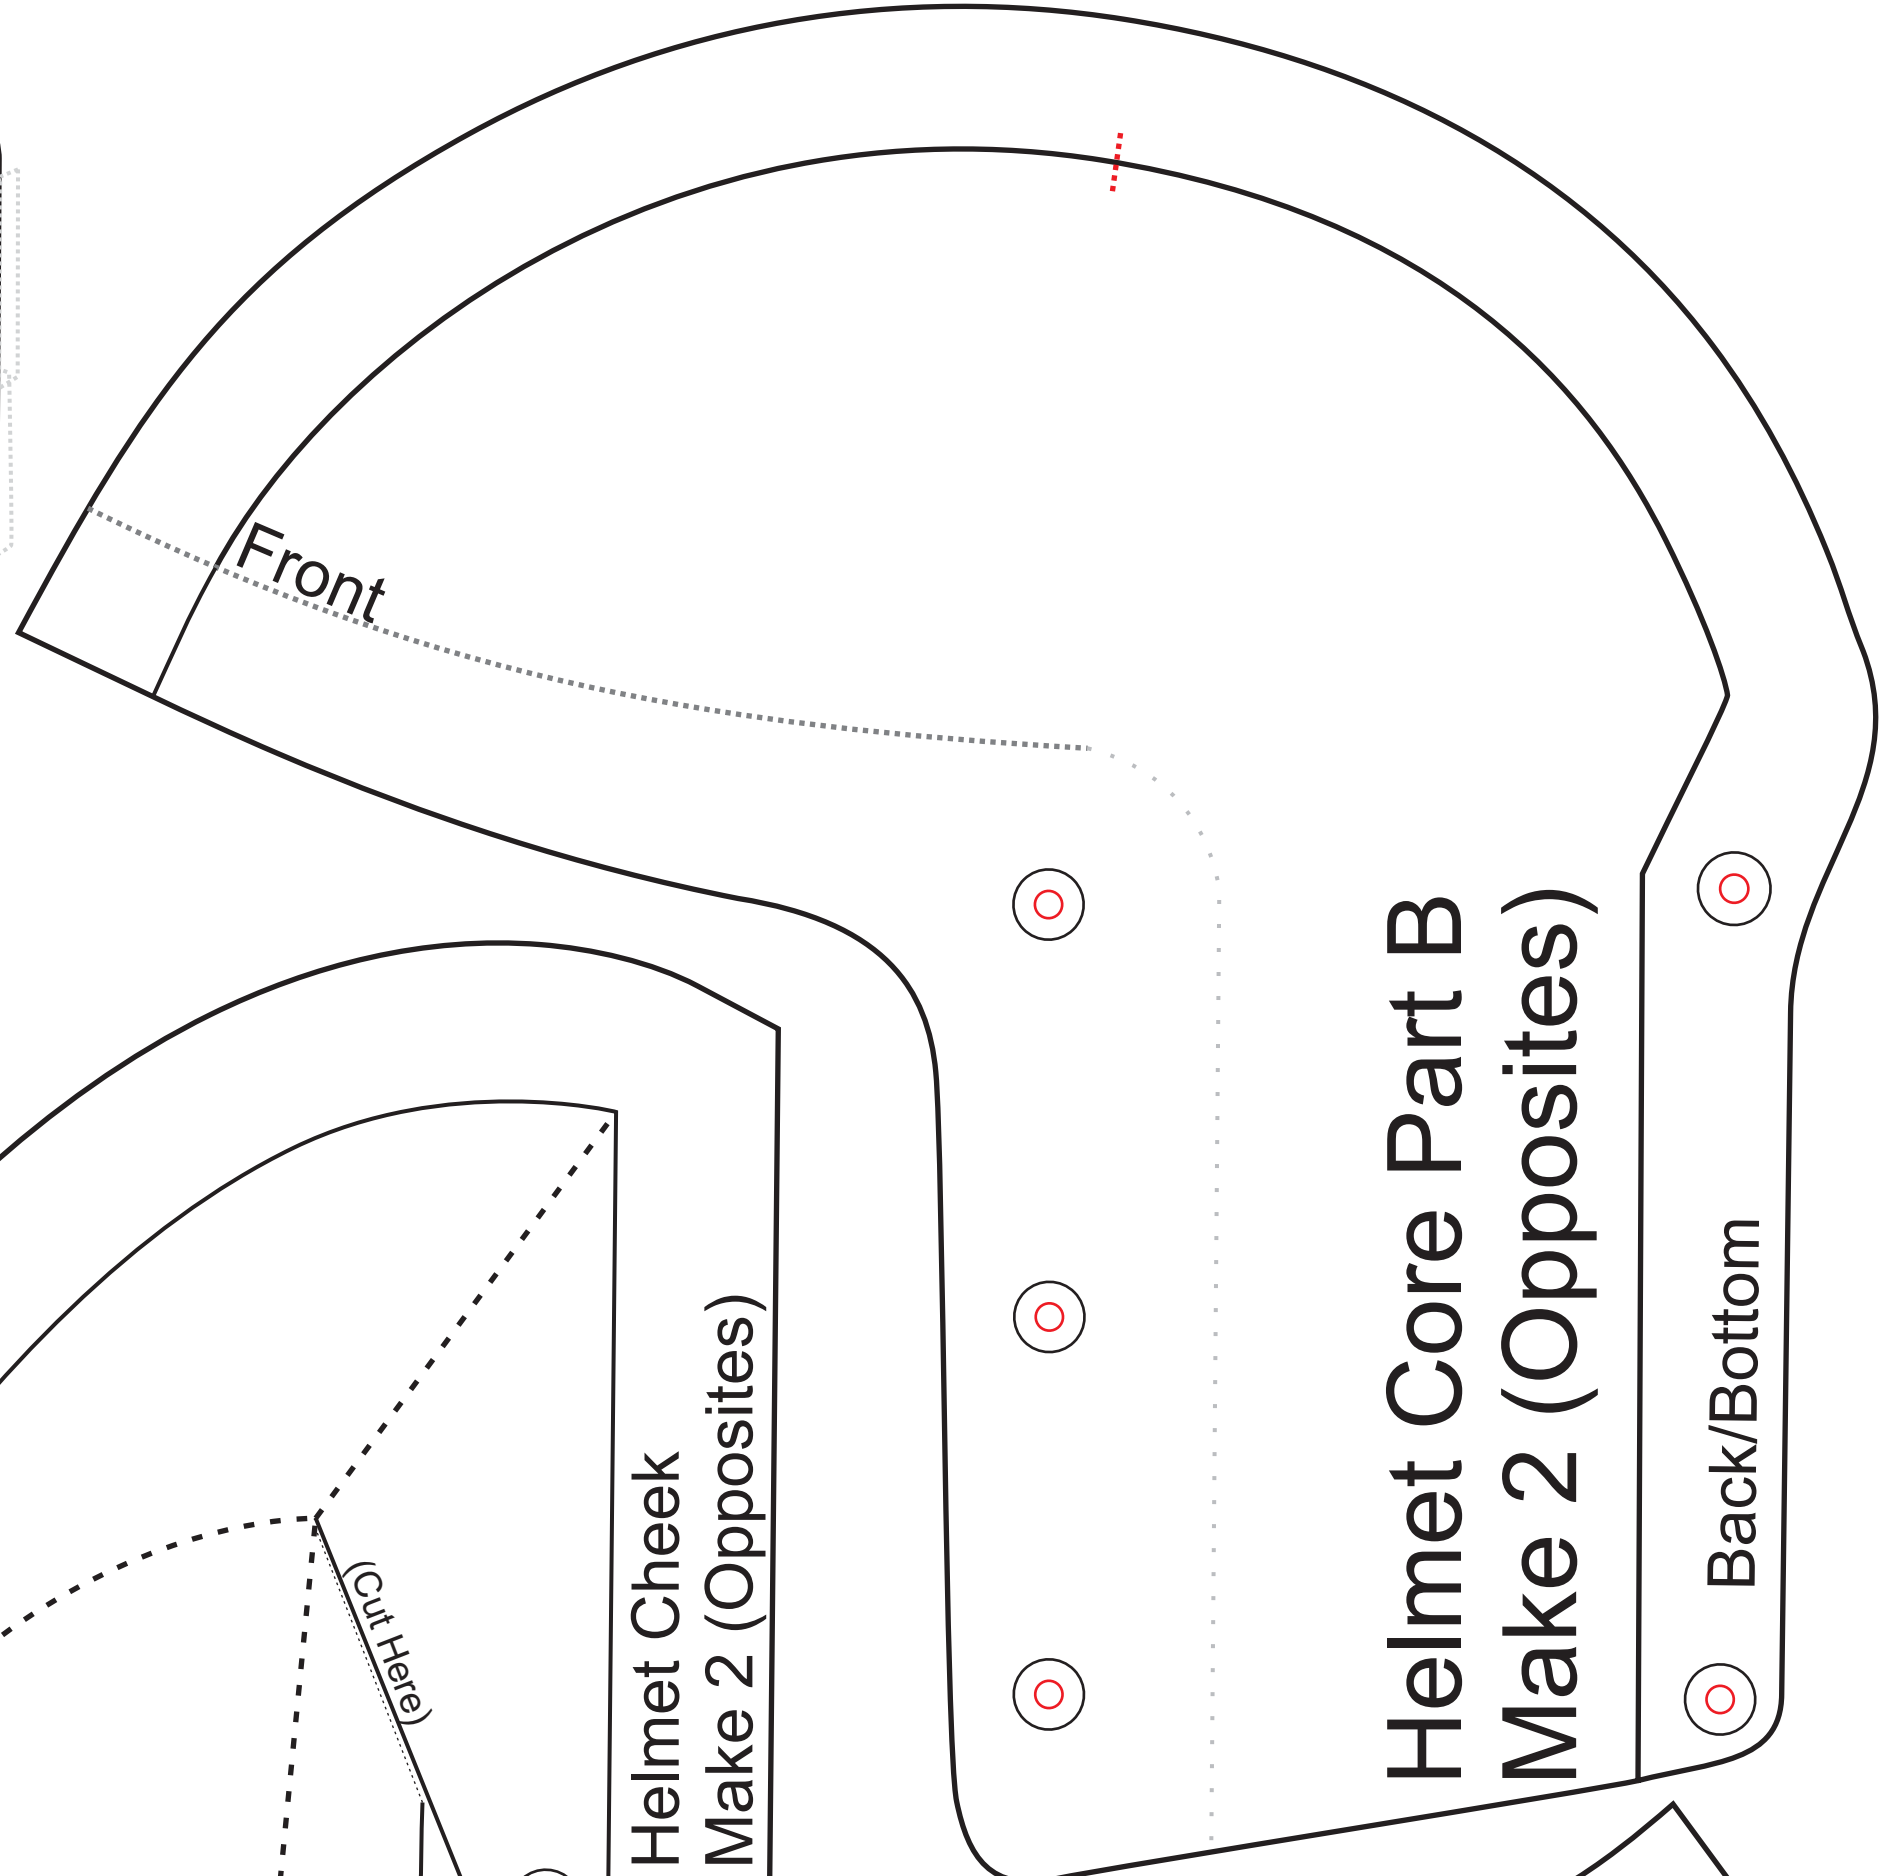 Front
Helmet Core Part B
Make 2 (Opposites)
Back/Bottom
Helmet Cheek
Make 2 (Opposites)
(Cut Here)